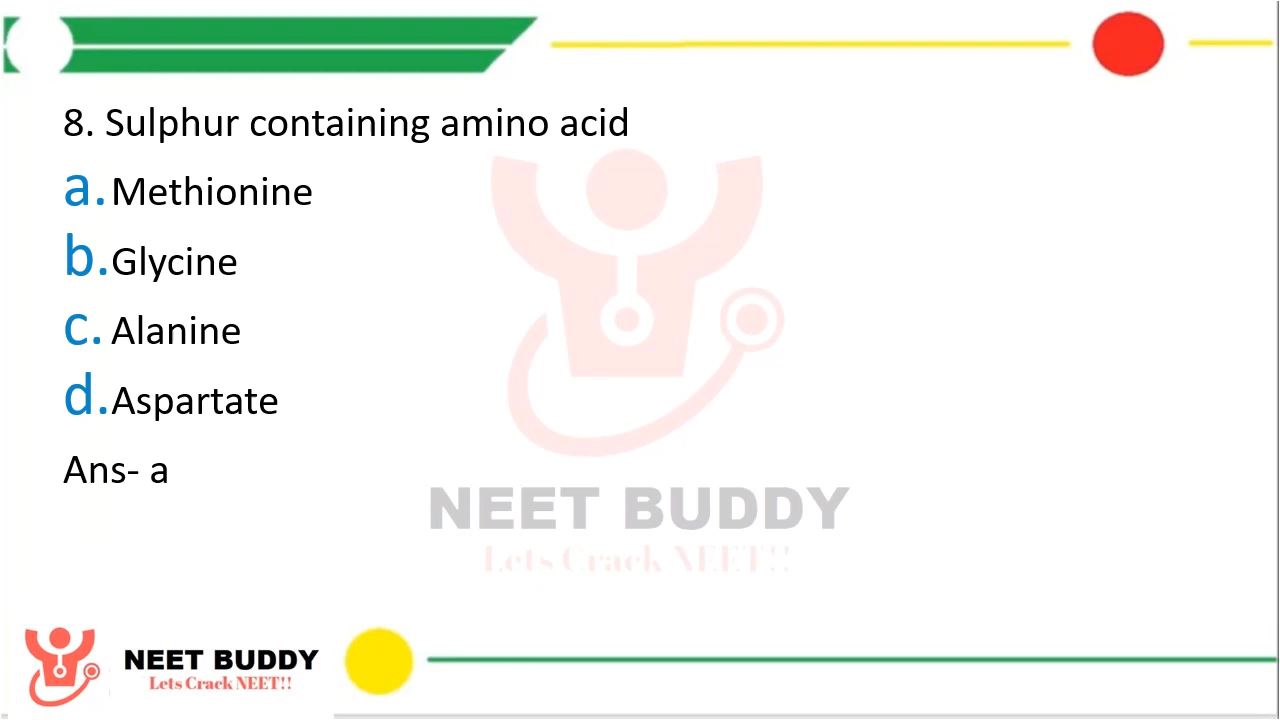 8. Sulphur containing amino acid
a. Methionine
b. Glycine
c. Alanine
d. Aspartate
Ans- a
NEET BUDDY
Lets Crack NEET!!
NEET BUDDY
Lets Crack NEET!!